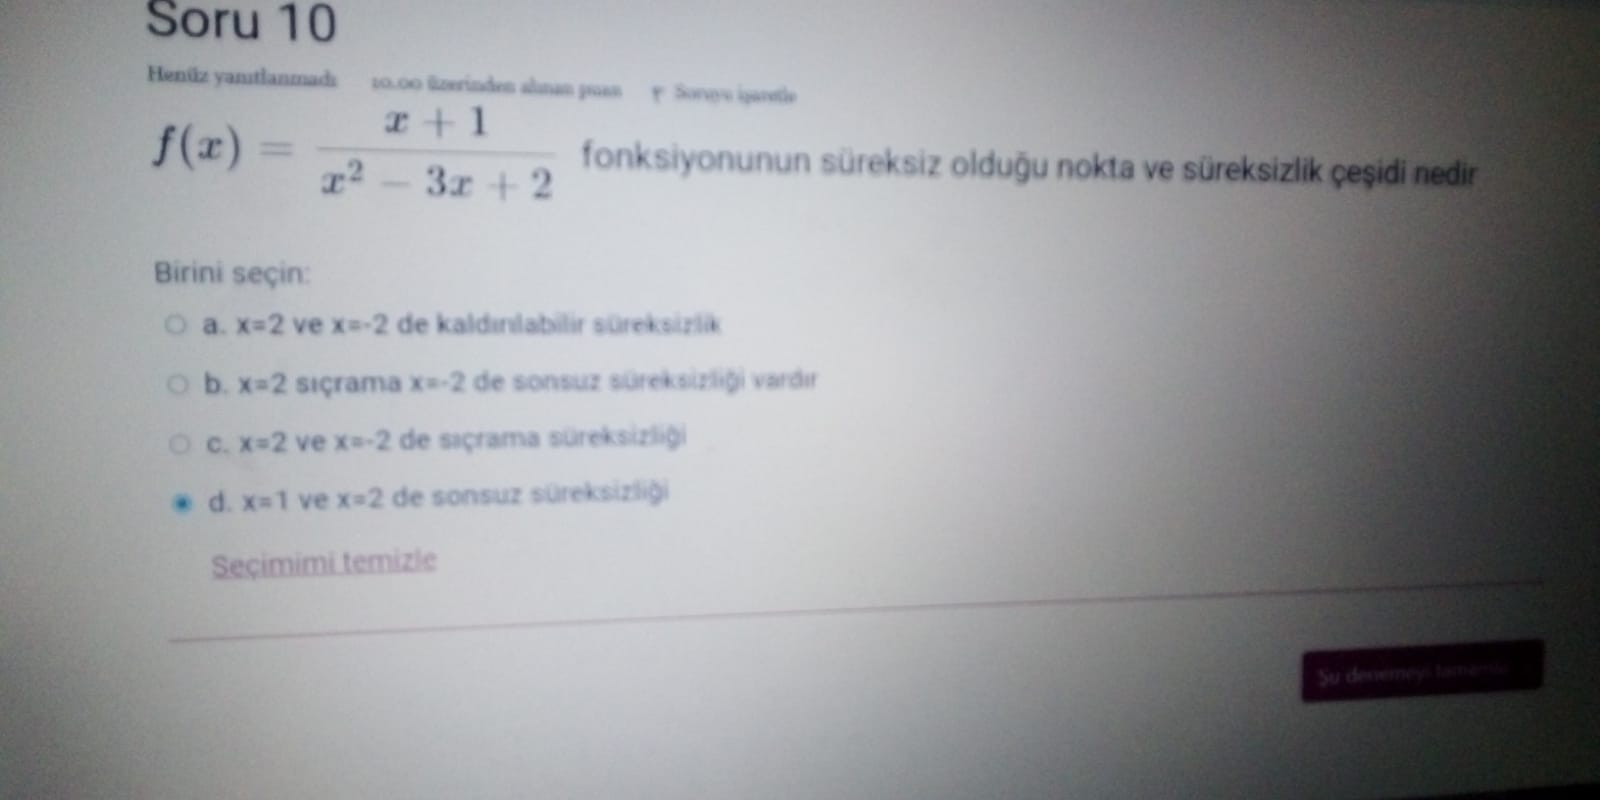 Soru 10
Henüz yanıtlanmadı 10.00 üzerinden alınan puan Soruyu işaretle
f(x) = \frac{x + 1}{x^2 - 3x + 2} fonksiyonunun süreksiz olduğu nokta ve süreksizlik çeşidi nedir
Birini seçin:
a. x=2 ve x=-2 de kaldırılabilir süreksizlik
b. x=2 sıçrama x=-2 de sonsuz süreksizliği vardır
c. x=2 ve x=-2 de sıçrama süreksizliği
d. x=1 ve x=2 de sonsuz süreksizliği
Seçimimi temizle
Şu denemeyi